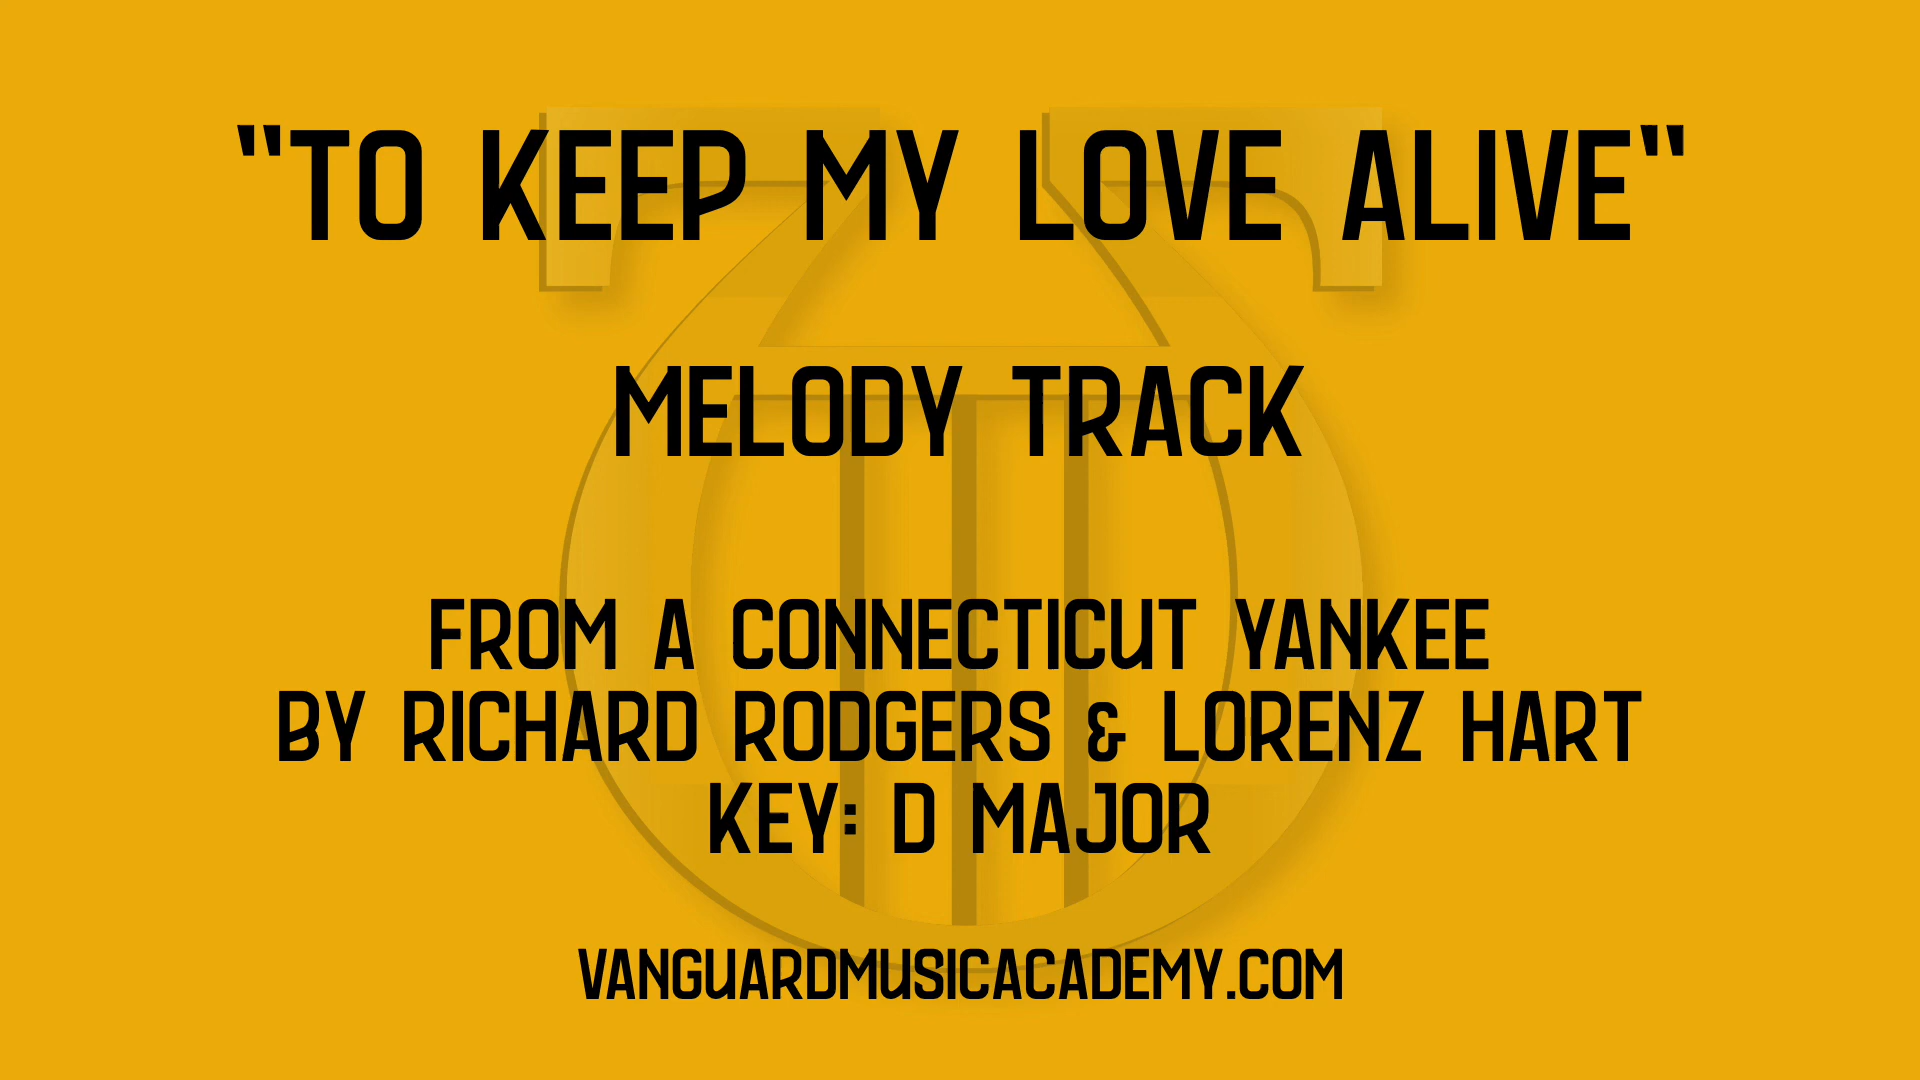 "TO KEEP MY LOVE ALIVE"
MELODY TRACK
FROM A CONNECTICUT YANKEE
BY RICHARD RODGERS & LORENZ HART
KEY: D MAJOR
VANGUARDMUSICACADEMY.COM